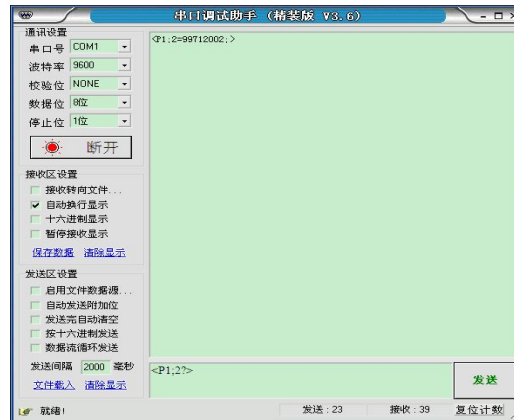 串口调试助手 (精装版 V3.6)
通讯设置
串口号 COM1
波特率 9600
校验位 NONE
数据位 8位
停止位 1位
断开
接收区设置
接收转向文件...
自动换行显示
十六进制显示
暂停接收显示
保存数据 清除显示
发送区设置
启用文件数据源...
自动发送附加位
发送完自动清空
按十六进制发送
数据流循环发送
发送间隔 2000 毫秒
文件载入 清除显示
<P1;2=99712002;>
<P1;2?>
发送
就绪!
发送:23
接收:39
复位计数